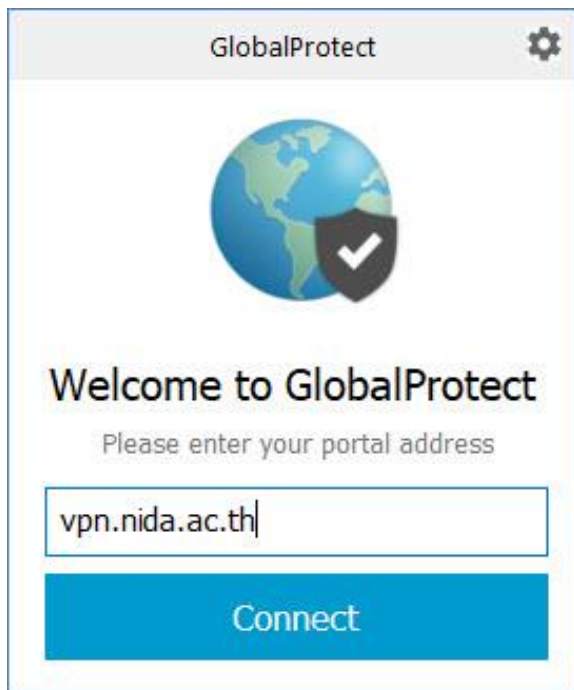 GlobalProtect
Welcome to GlobalProtect
Please enter your portal address
vpn.nida.ac.th
Connect